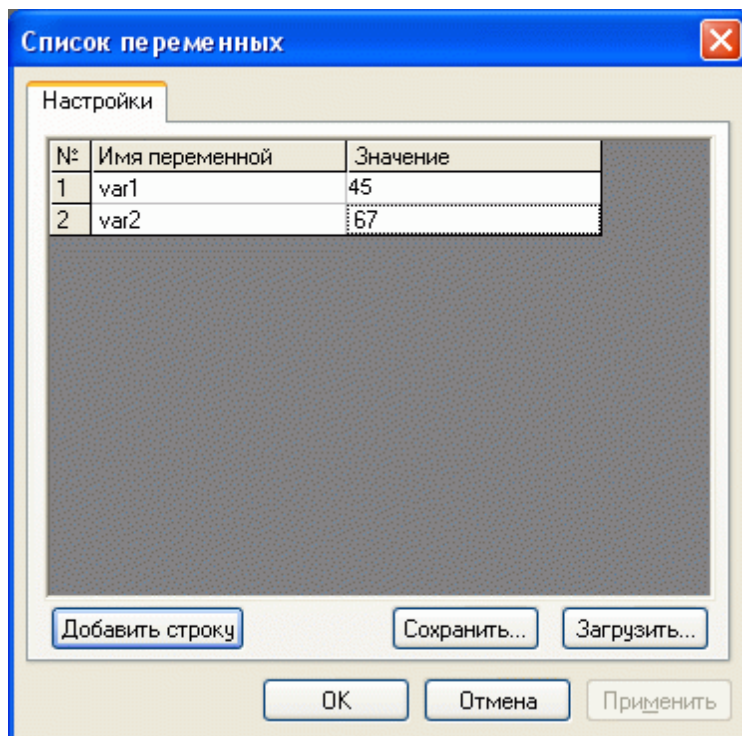 Список переменных
Настройки
№ Имя переменной Значение
1 var1 45
2 var2 67
Добавить строку Сохранить... Загрузить...
OK Отмена Применить